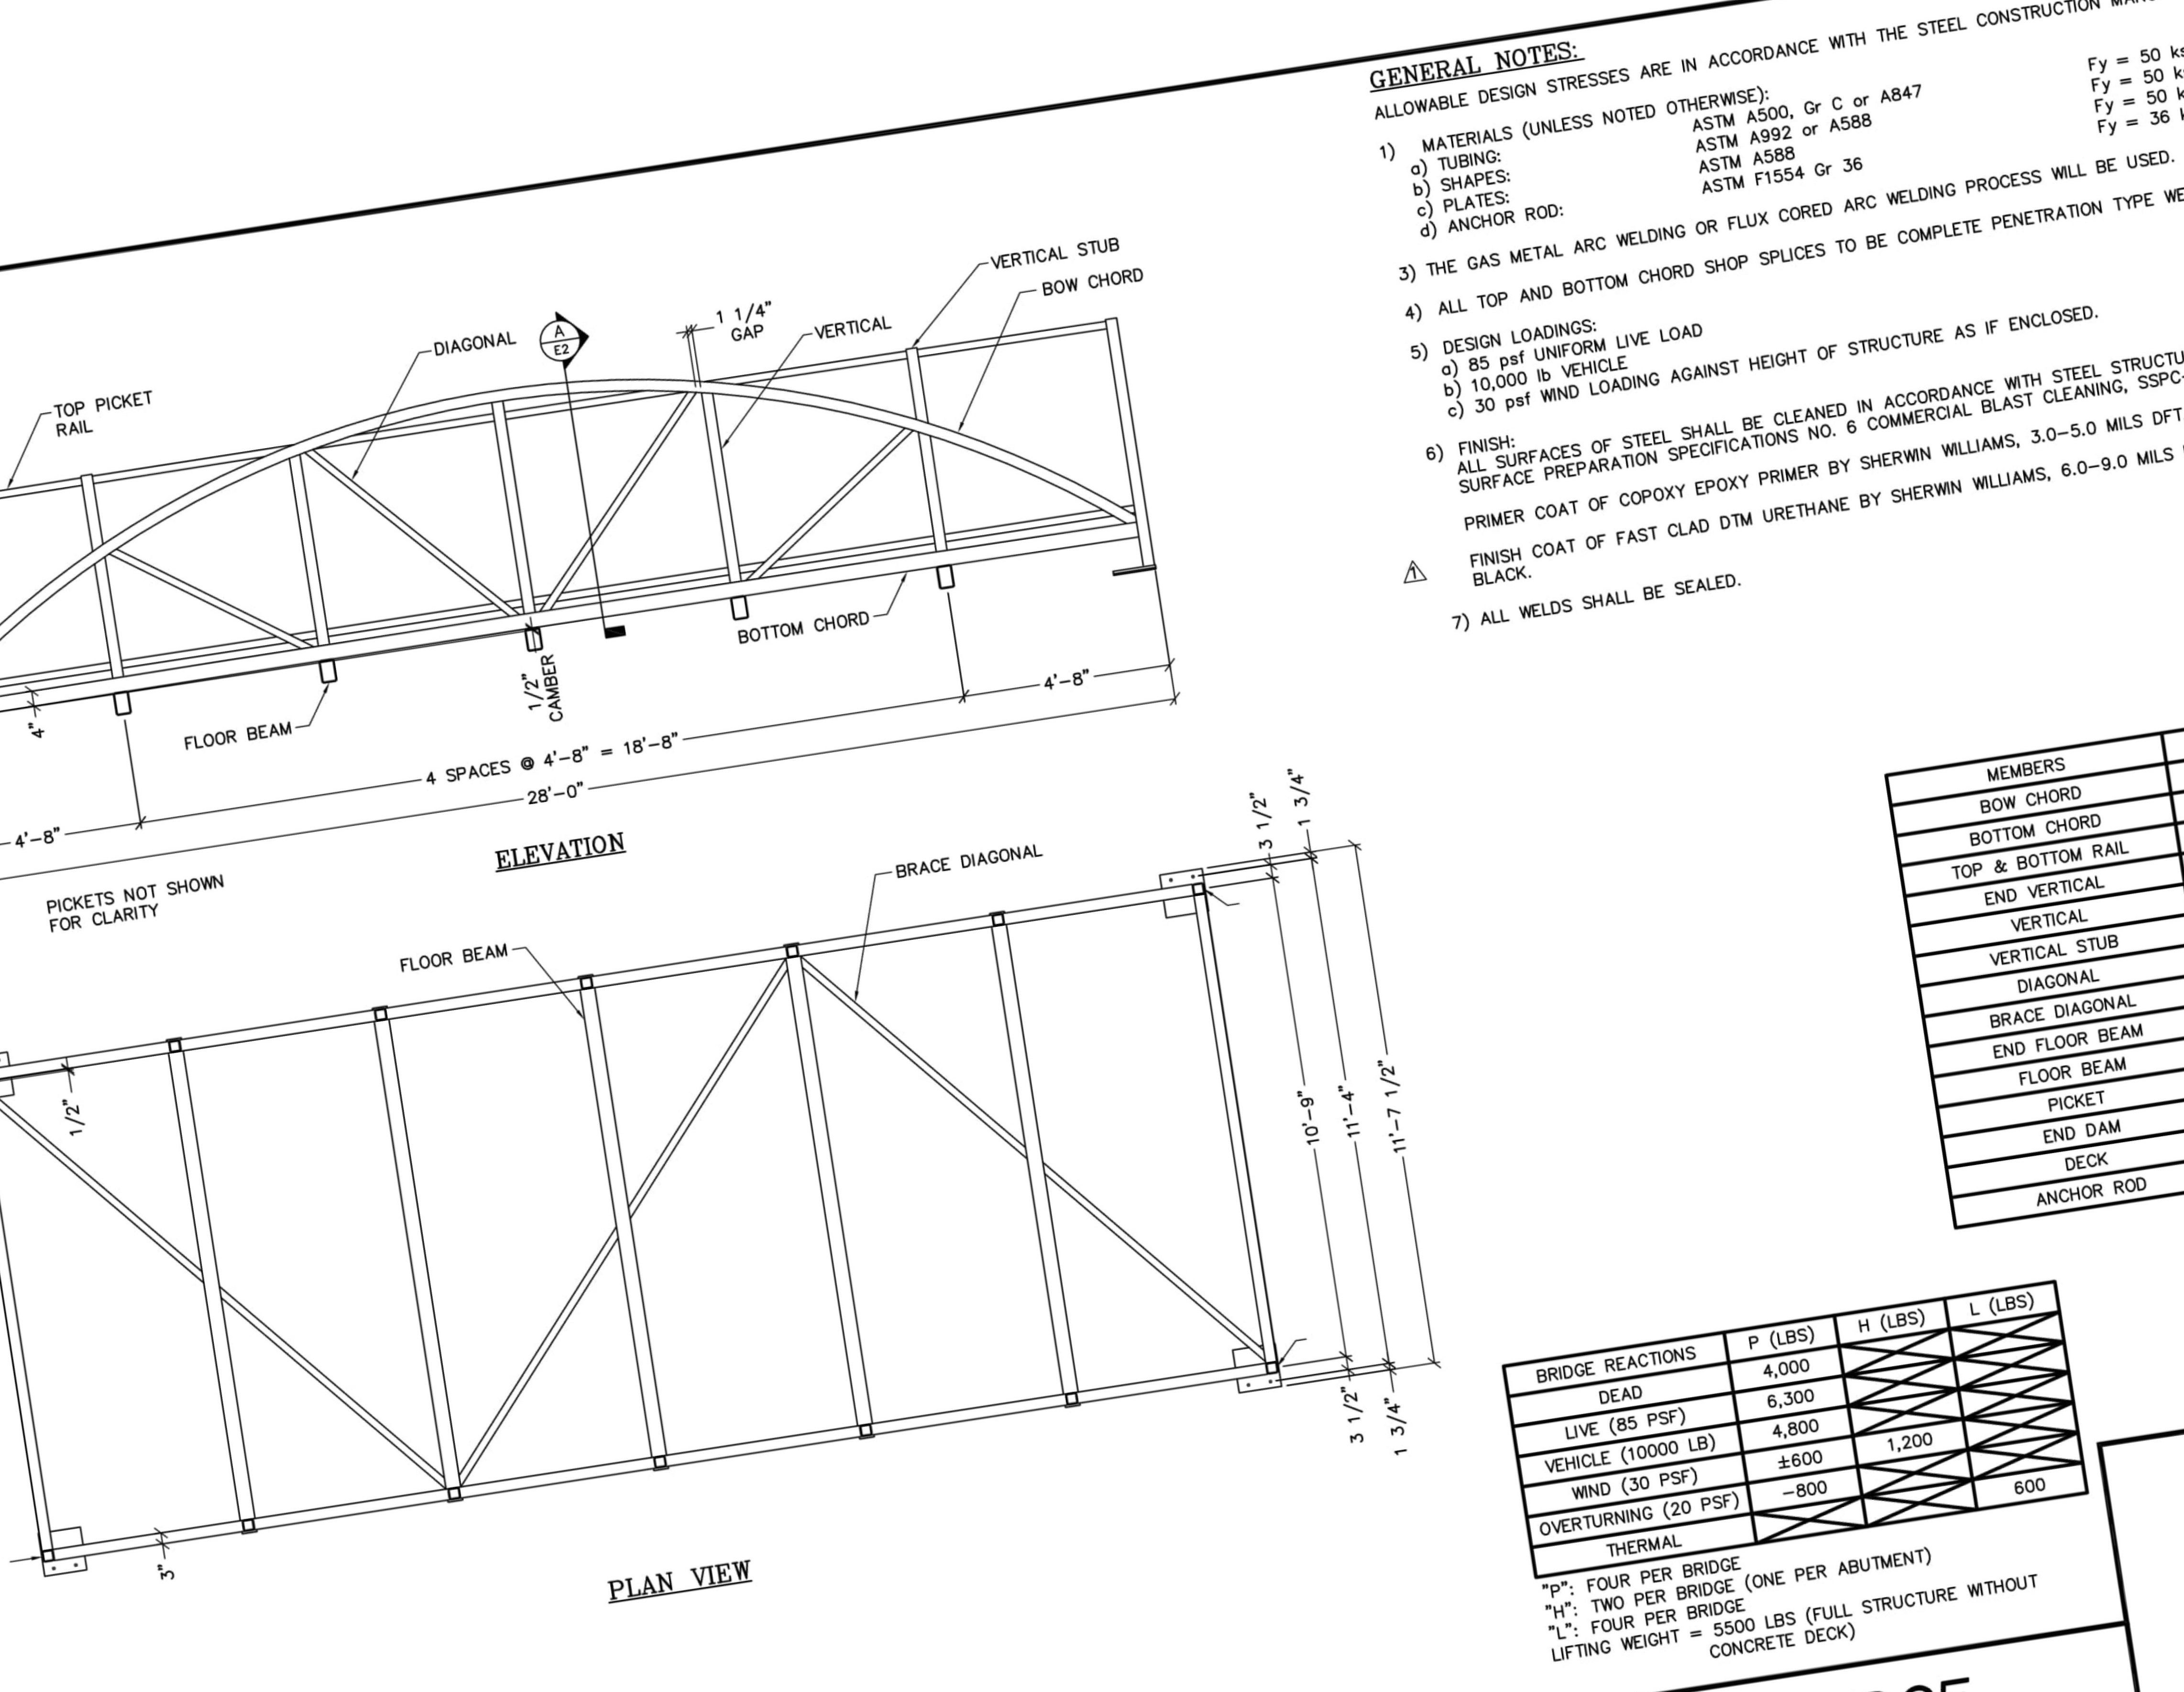 GENERAL NOTES:
ALLOWABLE DESIGN STRESSES ARE IN ACCORDANCE WITH THE STEEL CONSTRUCTION
1) MATERIALS (UNLESS NOTED OTHERWISE):
a) TUBING: ASTM A500, Gr C or A847 Fy = 50
b) SHAPES: ASTM A992 or A588 Fy = 50
c) PLATES: ASTM A588 Fy = 50
d) ANCHOR ROD: ASTM F1554 Gr 36 Fy = 36
3) THE GAS METAL ARC WELDING OR FLUX CORED ARC WELDING PROCESS WILL BE USED.
4) ALL TOP AND BOTTOM CHORD SHOP SPLICES TO BE COMPLETE PENETRATION TYPE
5) DESIGN LOADINGS:
a) 85 psf UNIFORM LIVE LOAD
b) 10,000 lb VEHICLE
c) 30 psf WIND LOADING AGAINST HEIGHT OF STRUCTURE AS IF ENCLOSED.
6) FINISH:
ALL SURFACES OF STEEL SHALL BE CLEANED IN ACCORDANCE WITH STEEL
SURFACE PREPARATION SPECIFICATIONS NO. 6 COMMERCIAL BLAST CLEANING, SSPC-
PRIMER COAT OF COPOXY EPOXY PRIMER BY SHERWIN WILLIAMS, 3.0-5.0 MILS DFT
1
FINISH COAT OF FAST CLAD DTM URETHANE BY SHERWIN WILLIAMS, 6.0-9.0 MILS
BLACK.
7) ALL WELDS SHALL BE SEALED.
TOP PICKET
RAIL
DIAGONAL
A
E2
1 1/4"
GAP
VERTICAL
VERTICAL STUB
BOW CHORD
4"
FLOOR BEAM
1/2"
CAMBER
BOTTOM CHORD
4'-8"
4 SPACES @ 4'-8" = 18'-8"
4'-8"
28'-0"
ELEVATION
PICKETS NOT SHOWN
FOR CLARITY
FLOOR BEAM
BRACE DIAGONAL
3 1/2"
1 3/4"
1/2"
10'-9"
11'-4"
11'-7 1/2"
3 1/2"
1 3/4"
3"
PLAN VIEW
MEMBERS
BOW CHORD
BOTTOM CHORD
TOP & BOTTOM RAIL
END VERTICAL
VERTICAL
VERTICAL STUB
DIAGONAL
BRACE DIAGONAL
END FLOOR BEAM
FLOOR BEAM
PICKET
END DAM
DECK
ANCHOR ROD
BRIDGE REACTIONS P (LBS) H (LBS) L (LBS)
DEAD 4,000
LIVE (85 PSF) 6,300
VEHICLE (10000 LB) 4,800
WIND (30 PSF) ±600 1,200
OVERTURNING (20 PSF) -800
THERMAL 600
"P": FOUR PER BRIDGE
"H": TWO PER BRIDGE (ONE PER ABUTMENT)
"L": FOUR PER BRIDGE
LIFTING WEIGHT = 5500 LBS (FULL STRUCTURE WITHOUT
CONCRETE DECK)